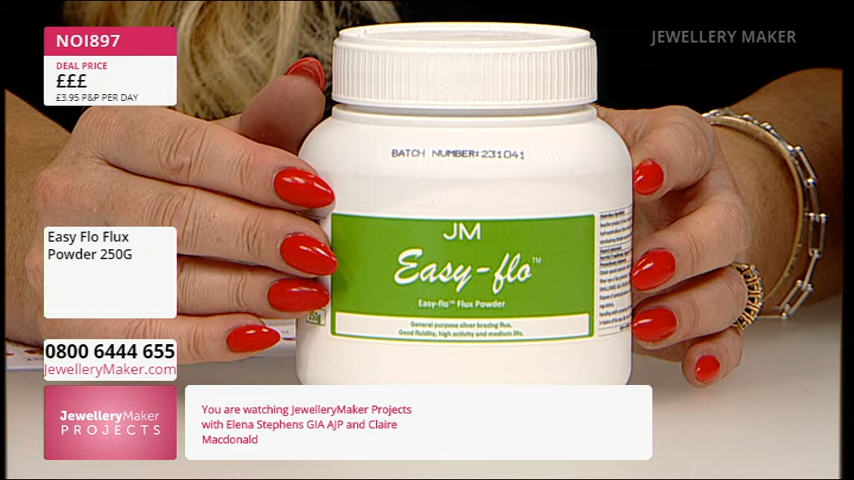 NOI897
DEAL PRICE
£££
£3.95 P&P PER DAY
JEWELLERY MAKER
BATCH NUMBER:231041
JM
Easy-flo™
Easy-flo™ Flux Powder
General purpose silver brazing flux.
Good fluidity, high activity and medium life.
Easy Flo Flux
Powder 250G
0800 6444 655
JewelleryMaker.com
JewelleryMaker
PROJECTS
You are watching JewelleryMaker Projects
with Elena Stephens GIA AJP and Claire
Macdonald